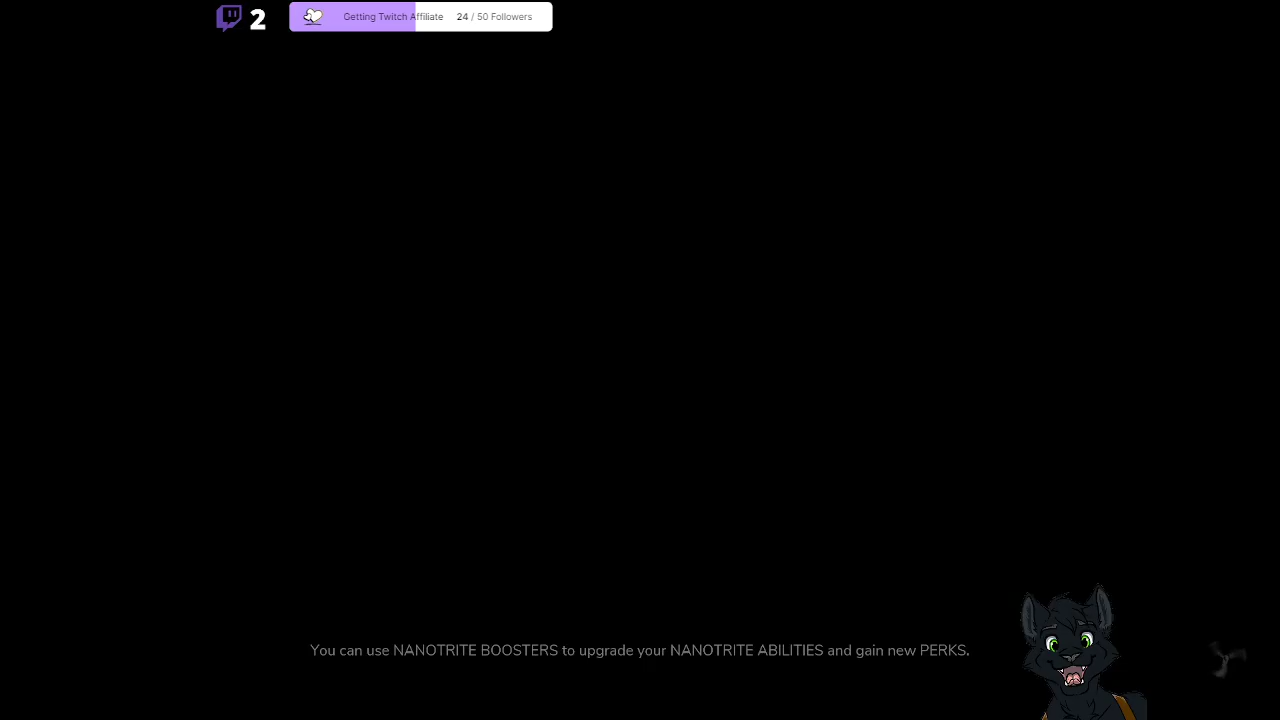 2
Getting Twitch Affiliate 24 / 50 Followers
You can use NANOTRITE BOOSTERS to upgrade your NANOTRITE ABILITIES and gain new PERKS.